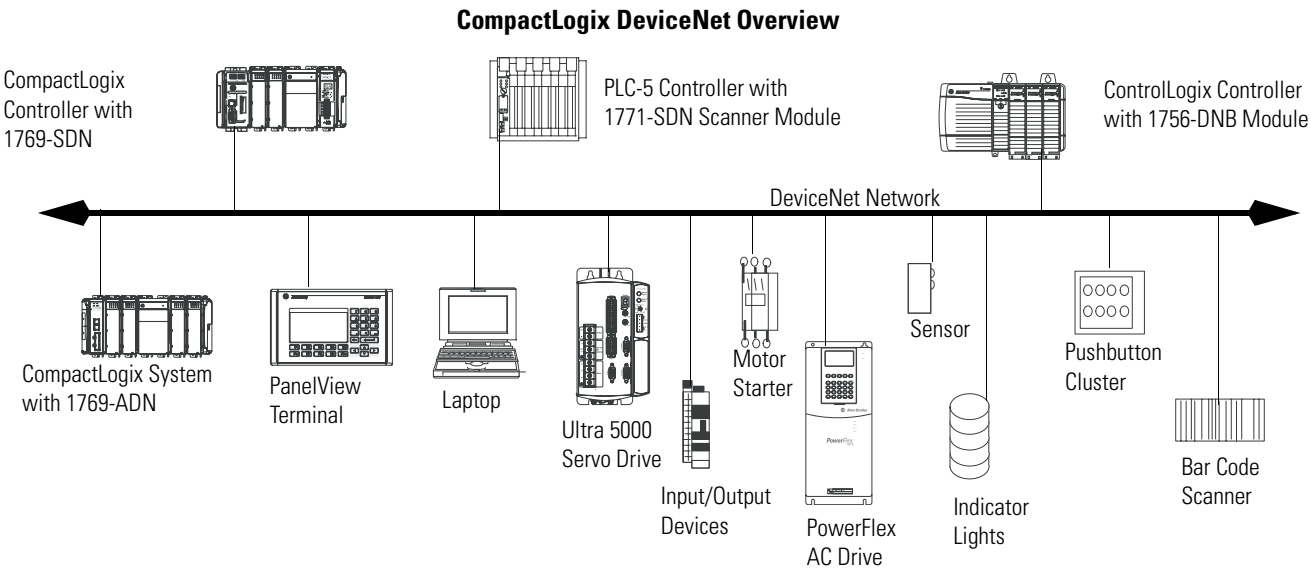 CompactLogix DeviceNet Overview
CompactLogix
Controller with
1769-SDN
PLC-5 Controller with
1771-SDN Scanner Module
ControlLogix Controller
with 1756-DNB Module
DeviceNet Network
CompactLogix System
with 1769-ADN
PanelView
Terminal
Laptop
Ultra 5000
Servo Drive
Input/Output
Devices
Motor
Starter
PowerFlex
PowerFlex
AC Drive
Sensor
Indicator
Lights
Pushbutton
Cluster
Bar Code
Scanner